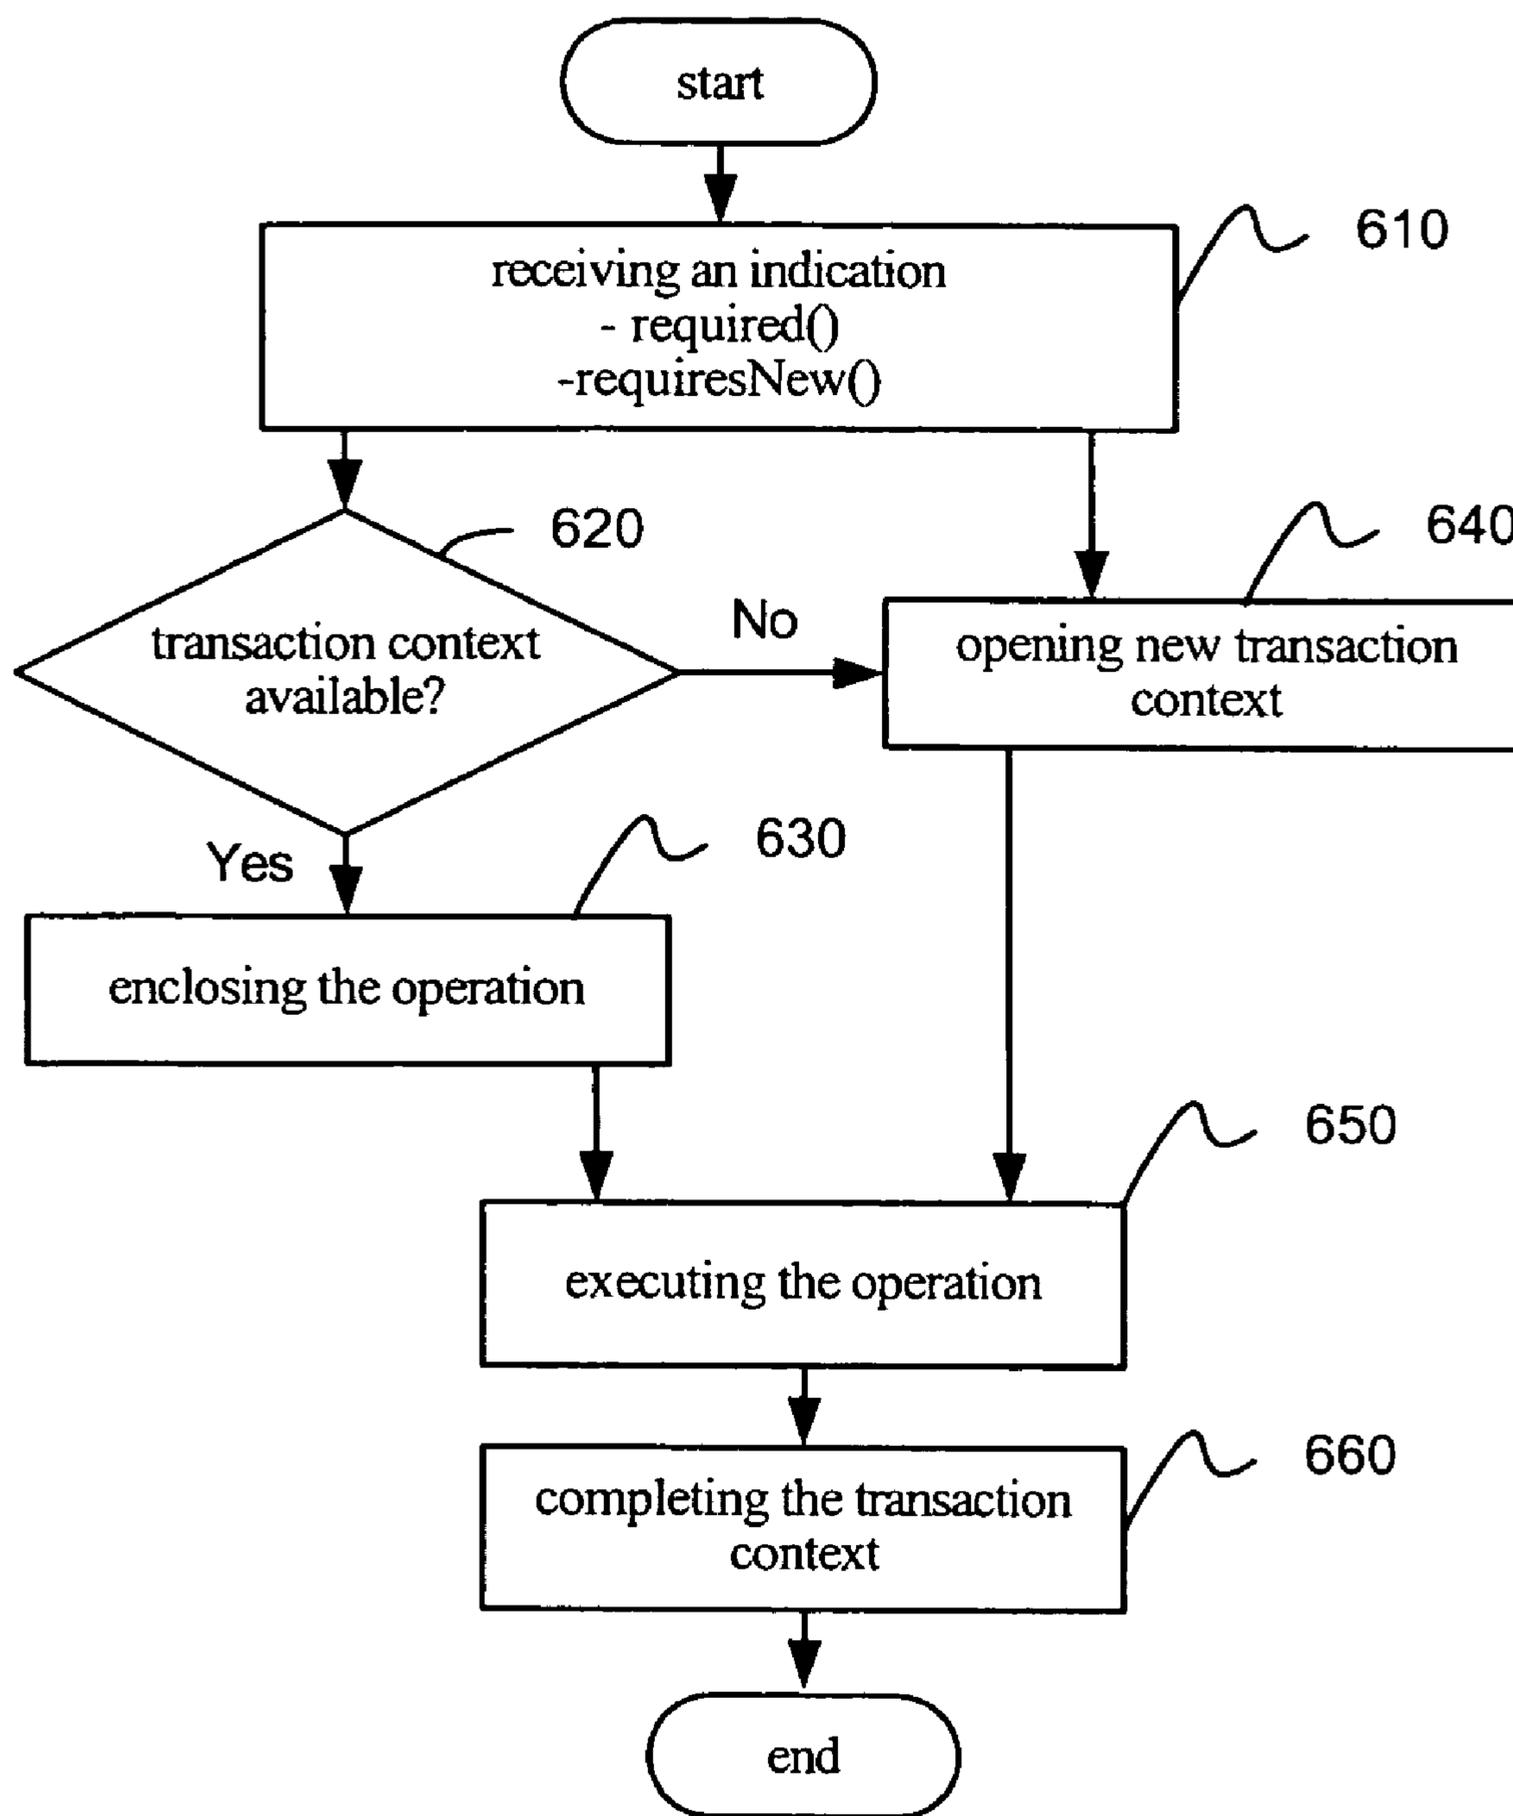 start
610
receiving an indication
- required()
-requiresNew()
620
640
transaction context
available?
No
opening new transaction
context
Yes
630
enclosing the operation
650
executing the operation
660
completing the transaction
context
end